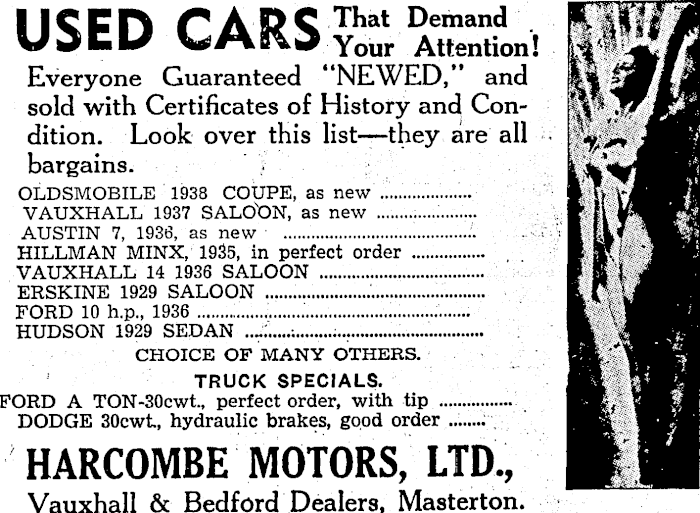 USED CARS That Demand
Your Attention!
Everyone Guaranteed "NEWED," and
sold with Certificates of History and Con-
dition. Look over this list—they are all
bargains.
OLDSMOBILE 1938 COUPE, as new ....................
VAUXHALL 1937 SALOON, as new ....................
AUSTIN 7, 1936, as new ......................................
HILLMAN MINX, 1935, in perfect order ...............
VAUXHALL 14 1936 SALOON .................................
ERSKINE 1929 SALOON ............................................
FORD 10 h.p., 1936 .......................................................
HUDSON 1929 SEDAN ................................................
CHOICE OF MANY OTHERS.
TRUCK SPECIALS.
FORD A TON-30cwt., perfect order, with tip ...............
DODGE 30cwt., hydraulic brakes, good order ........
HARCOMBE MOTORS, LTD.,
Vauxhall & Bedford Dealers, Masterton.